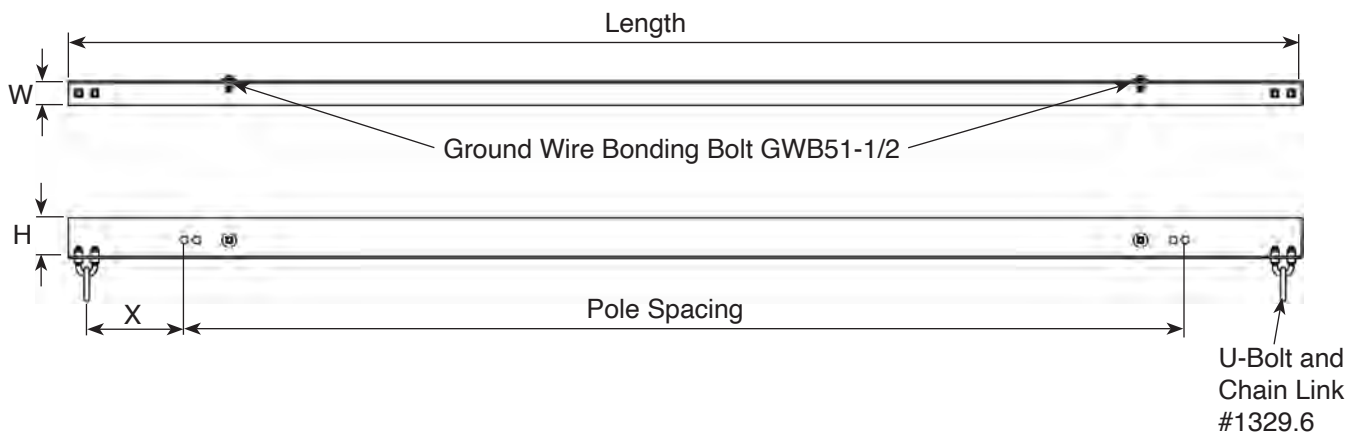 Length
W
Ground Wire Bonding Bolt GWB51-1/2
H
X
Pole Spacing
U-Bolt and
Chain Link
#1329.6